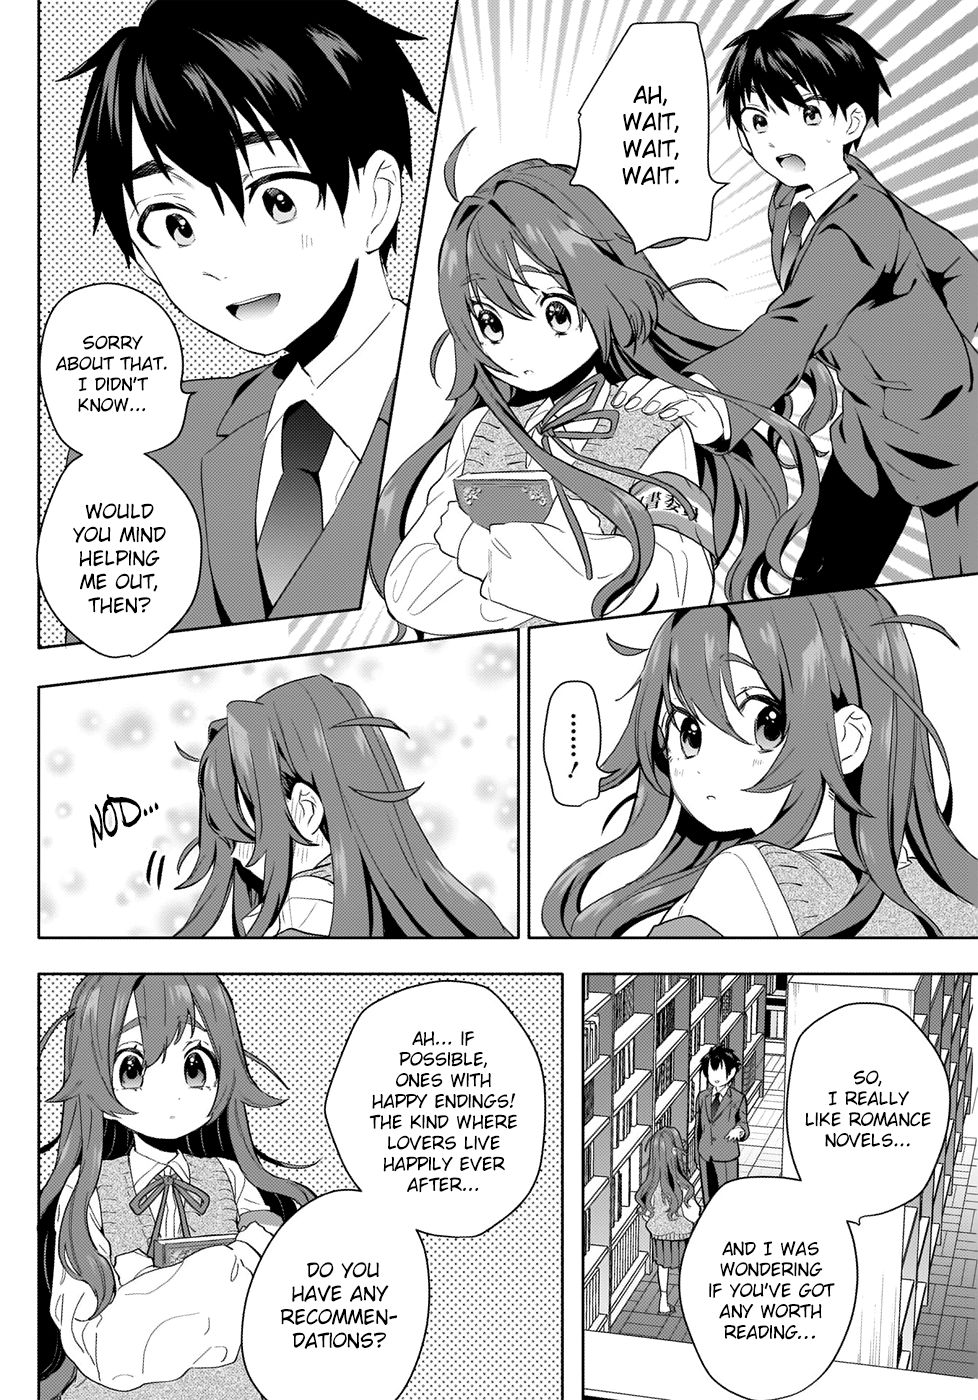 AH,
WAIT,
WAIT,
WAIT.
SORRY
ABOUT THAT.
I DIDN'T
KNOW...
WOULD
YOU MIND
HELPING
ME OUT,
THEN?
........!
NOD...
SO,
I REALLY
LIKE ROMANCE
NOVELS...
AND I WAS
WONDERING
IF YOU'VE GOT
ANY WORTH
READING...
AH... IF
POSSIBLE,
ONES WITH
HAPPY ENDINGS!
THE KIND WHERE
LOVERS LIVE
HAPPILY EVER
AFTER...
DO YOU
HAVE ANY
RECOMMEN-
DATIONS?